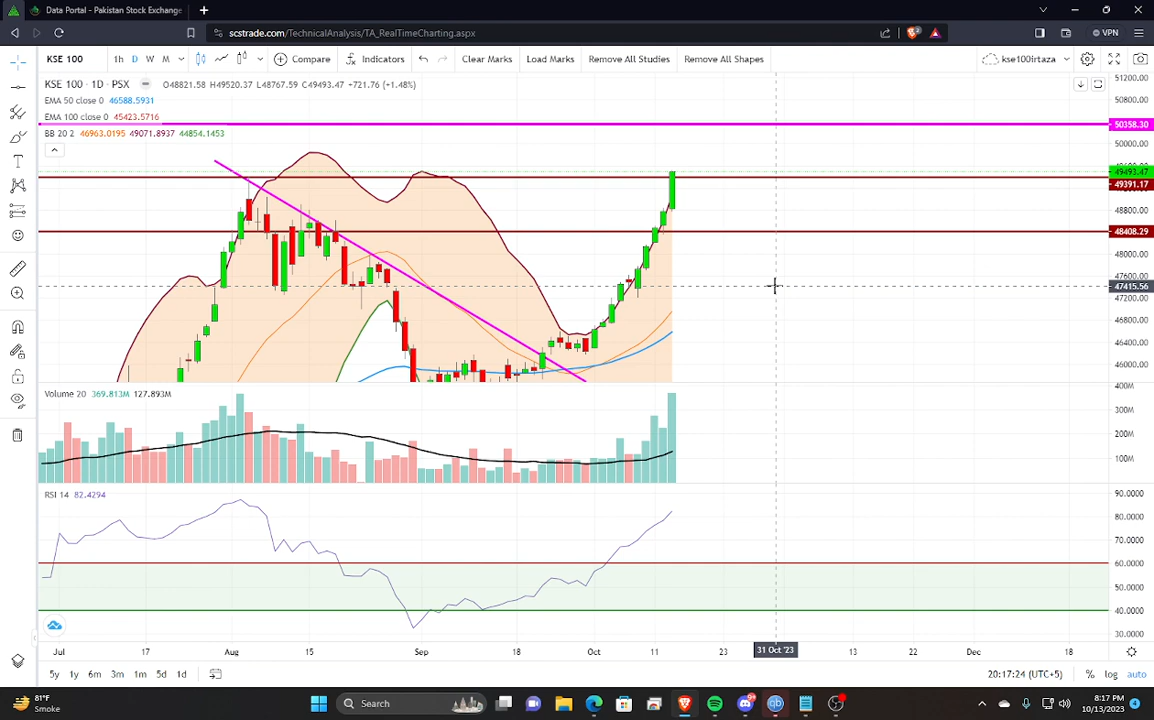 Data Portal - Pakistan Stock Exchange
scstrade.com/TechnicalAnalysis/TA_RealTimeCharting.aspx
VPN
KSE 100
1h D W M
Compare
Indicators
Clear Marks
Load Marks
Remove All Studies
Remove All Shapes
kse100irtaza
KSE 100 · 1D · PSX O48821.58 H49520.37 L48767.59 C49493.47 +721.76 (+1.48%)
EMA 50 close 0 46588.5931
EMA 100 close 0 45423.5716
BB 20 2 46963.0195 49071.8937 44854.1453
51200.00
50800.00
50358.30
50000.00
49493.47
49391.17
48800.00
48408.29
48000.00
47600.00
47415.56
47200.00
46800.00
46400.00
46000.00
Volume 20 369.813M 127.893M
400M
300M
200M
100M
RSI 14 82.4294
90.0000
80.0000
70.0000
60.0000
50.0000
40.0000
30.0000
Jul 17 Aug 15 Sep 18 Oct 11 23 31 Oct '23 13 22 Dec 18
5y 1y 6m 3m 1m 5d 1d
20:17:24 (UTC+5) % log auto
81°F
Smoke
Search
8:17 PM
10/13/2023